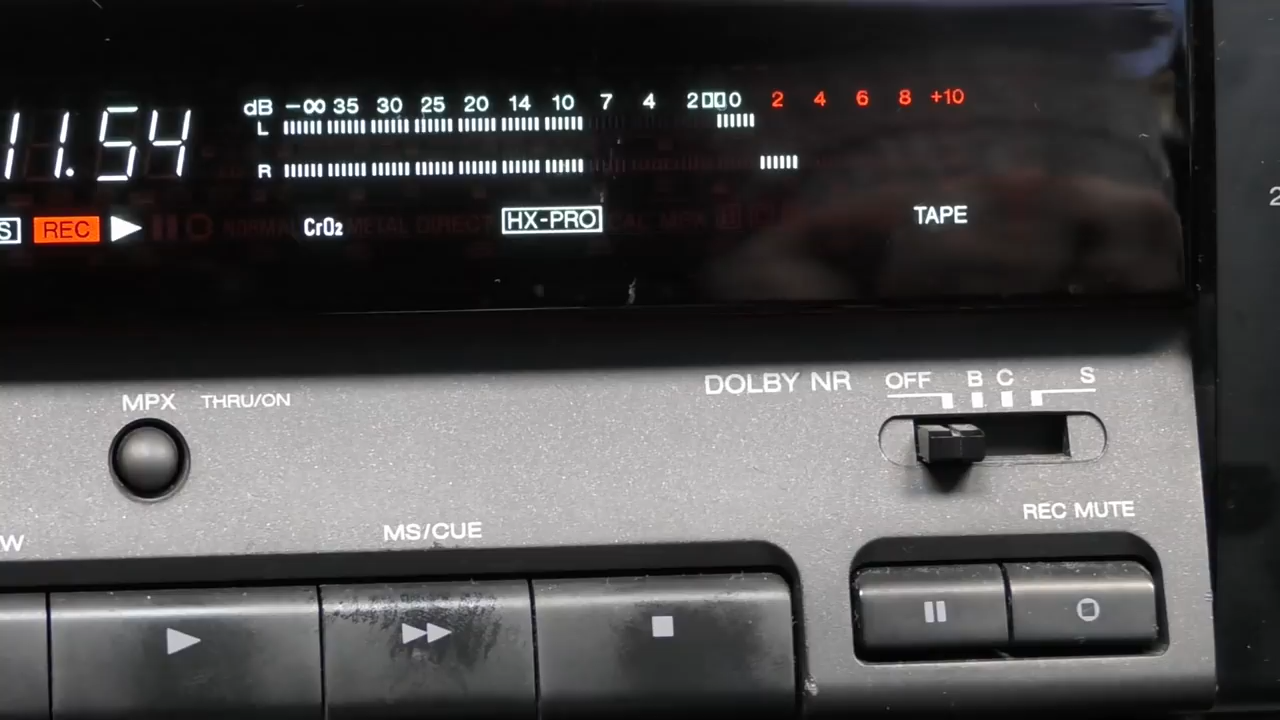 dB -∞ 35 30 25 20 14 10 7 4 2 0 2 4 6 8 +10
11.54
L
R
S REC CrO2 HX-PRO TAPE
MPX THRU/ON
DOLBY NR OFF B C S
MS/CUE
REC MUTE
W
2